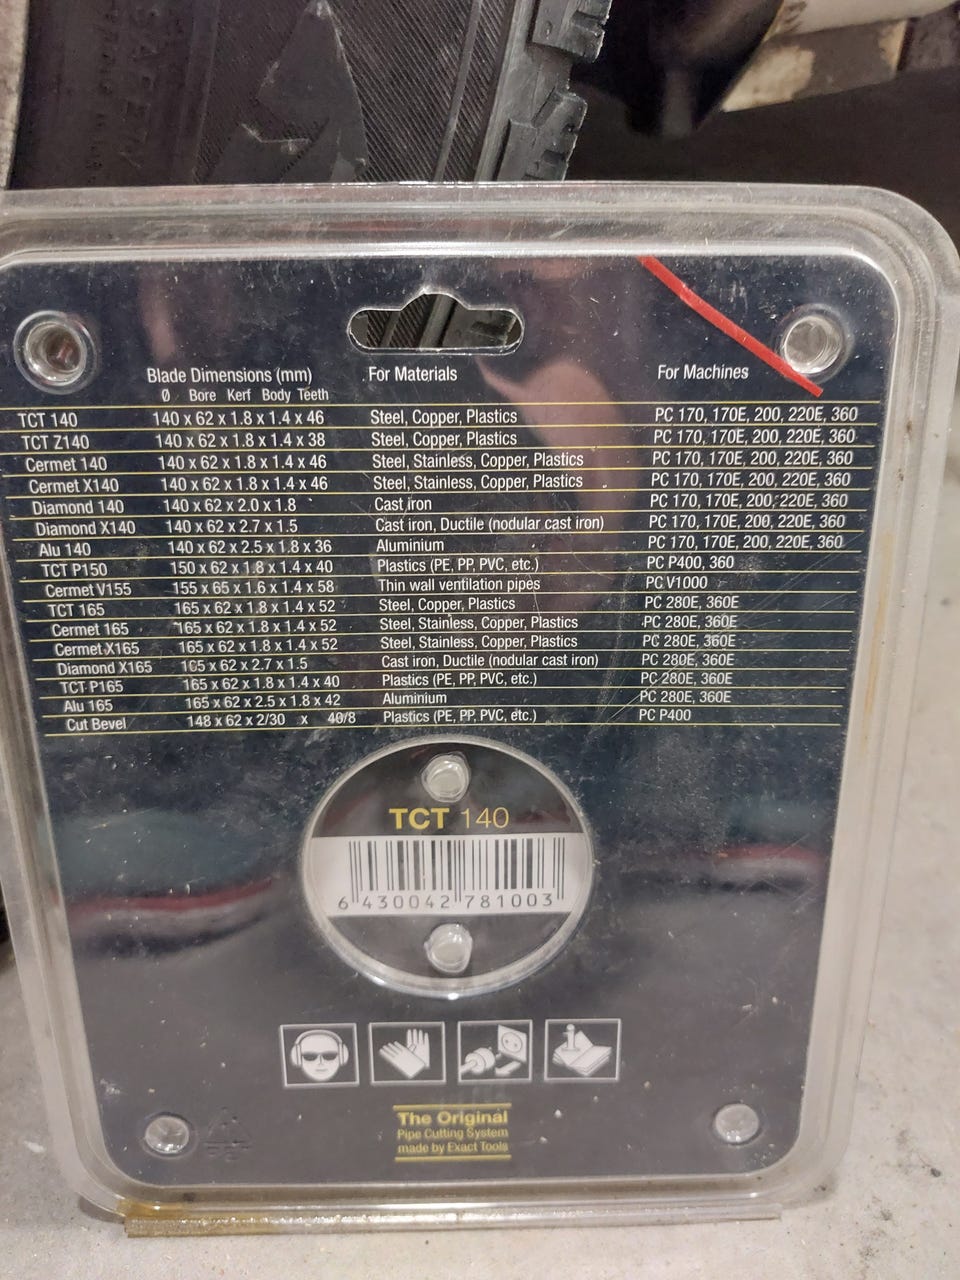 SAFETY
Blade Dimensions (mm) For Materials For Machines
Ø Bore Kerf Body Teeth
TCT 140 140 x 62 x 1.8 x 1.4 x 46 Steel, Copper, Plastics PC 170, 170E, 200, 220E, 360
TCT Z140 140 x 62 x 1.8 x 1.4 x 38 Steel, Copper, Plastics PC 170, 170E, 200, 220E, 360
Cermet 140 140 x 62 x 1.8 x 1.4 x 46 Steel, Stainless, Copper, Plastics PC 170, 170E, 200, 220E, 360
Cermet X140 140 x 62 x 1.8 x 1.4 x 46 Steel, Stainless, Copper, Plastics PC 170, 170E, 200, 220E, 360
Diamond 140 140 x 62 x 2.0 x 1.8 Cast iron PC 170, 170E, 200, 220E, 360
Diamond X140 140 x 62 x 2.7 x 1.5 Cast iron, Ductile (nodular cast iron) PC 170, 170E, 200, 220E, 360
Alu 140 140 x 62 x 2.5 x 1.8 x 36 Aluminium PC 170, 170E, 200, 220E, 360
TCT P150 150 x 62 x 1.8 x 1.4 x 40 Plastics (PE, PP, PVC, etc.) PC P400, 360
Cermet V155 155 x 65 x 1.6 x 1.4 x 58 Thin wall ventilation pipes PC V1000
TCT 165 165 x 62 x 1.8 x 1.4 x 52 Steel, Copper, Plastics PC 280E, 360E
Cermet 165 165 x 62 x 1.8 x 1.4 x 52 Steel, Stainless, Copper, Plastics PC 280E, 360E
Cermet X165 165 x 62 x 1.8 x 1.4 x 52 Steel, Stainless, Copper, Plastics PC 280E, 360E
Diamond X165 165 x 62 x 2.7 x 1.5 Cast iron, Ductile (nodular cast iron) PC 280E, 360E
TCT P165 165 x 62 x 1.8 x 1.4 x 40 Plastics (PE, PP, PVC, etc.) PC 280E, 360E
Alu 165 165 x 62 x 2.5 x 1.8 x 42 Aluminium PC 280E, 360E
Cut Bevel 148 x 62 x 2/30 x 40/8 Plastics (PE, PP, PVC, etc.) PC P400
TCT 140
6 430042 781003
The Original
Pipe Cutting System
made by Exact Tools